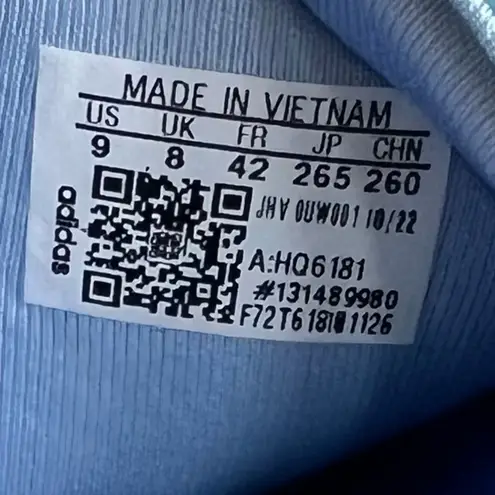 MADE IN VIETNAM
US UK FR JP CHN
9 8 42 265 260
adidas
JHV 0UW001 10/22
A:HQ6181
#131489980